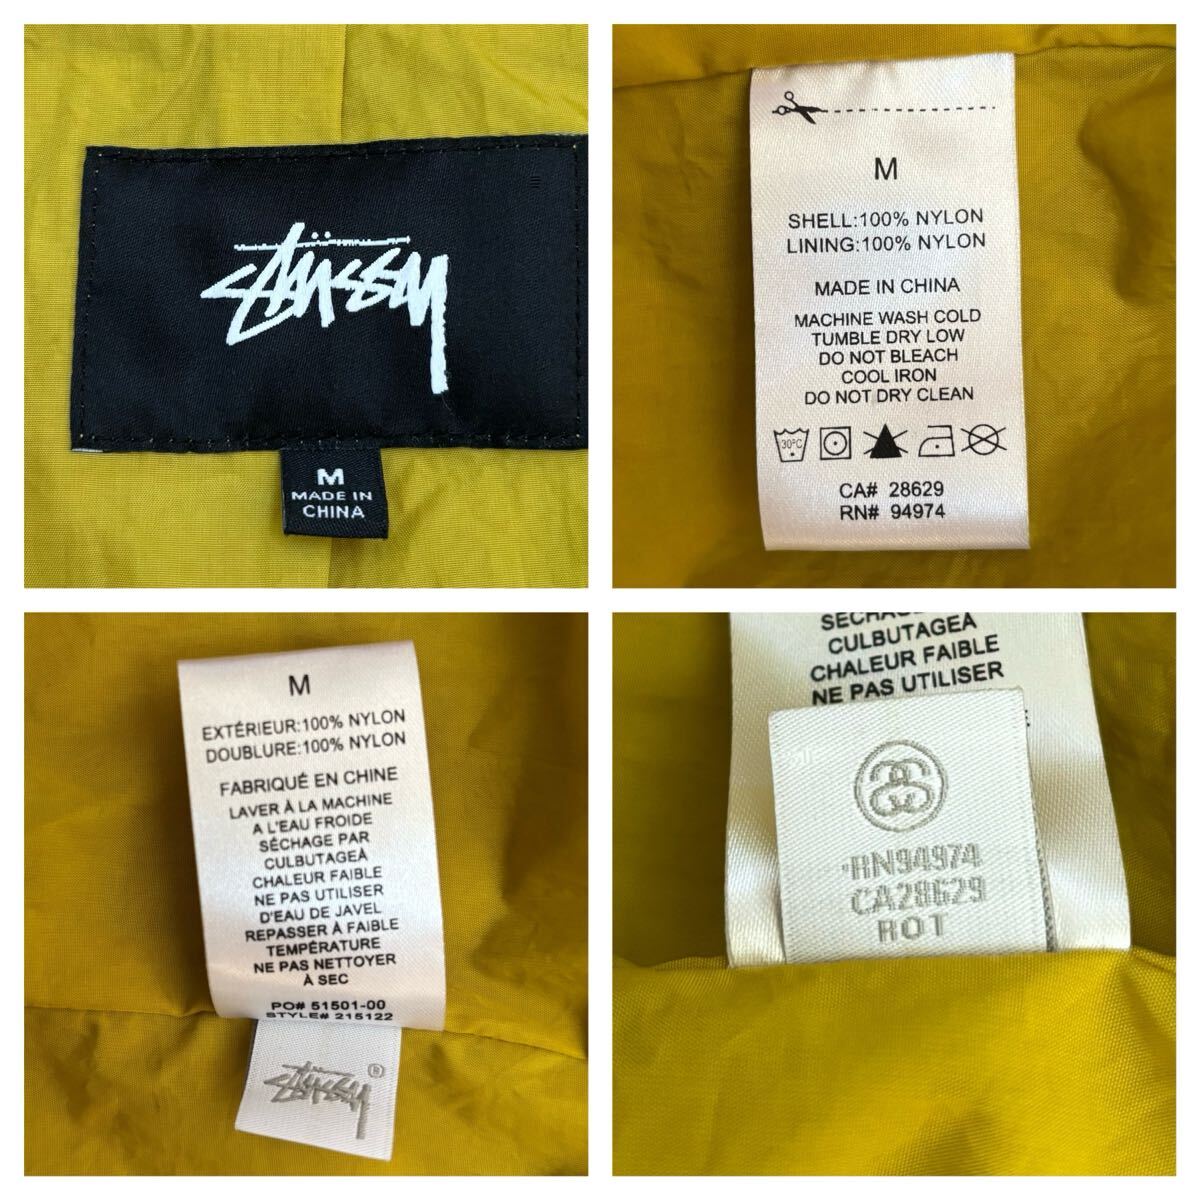 stüssy
M
MADE IN
CHINA
M
SHELL:100% NYLON
LINING:100% NYLON
MADE IN CHINA
MACHINE WASH COLD
TUMBLE DRY LOW
DO NOT BLEACH
COOL IRON
DO NOT DRY CLEAN
30°C
CA# 28629
RN# 94974
M
EXTÉRIEUR:100% NYLON
DOUBLURE:100% NYLON
FABRIQUÉ EN CHINE
LAVER À LA MACHINE
A L'EAU FROIDE
SÉCHAGE PAR
CULBUTAGEÀ
CHALEUR FAIBLE
NE PAS UTILISER
D'EAU DE JAVEL
REPASSER À FAIBLE
TEMPÉRATURE
NE PAS NETTOYER
À SEC
PO# 51501-00
STYLE# 215122
stüssy ®
CULBUTAGEÀ
CHALEUR FAIBLE
NE PAS UTILISER
RN94974
CA28629
ROT